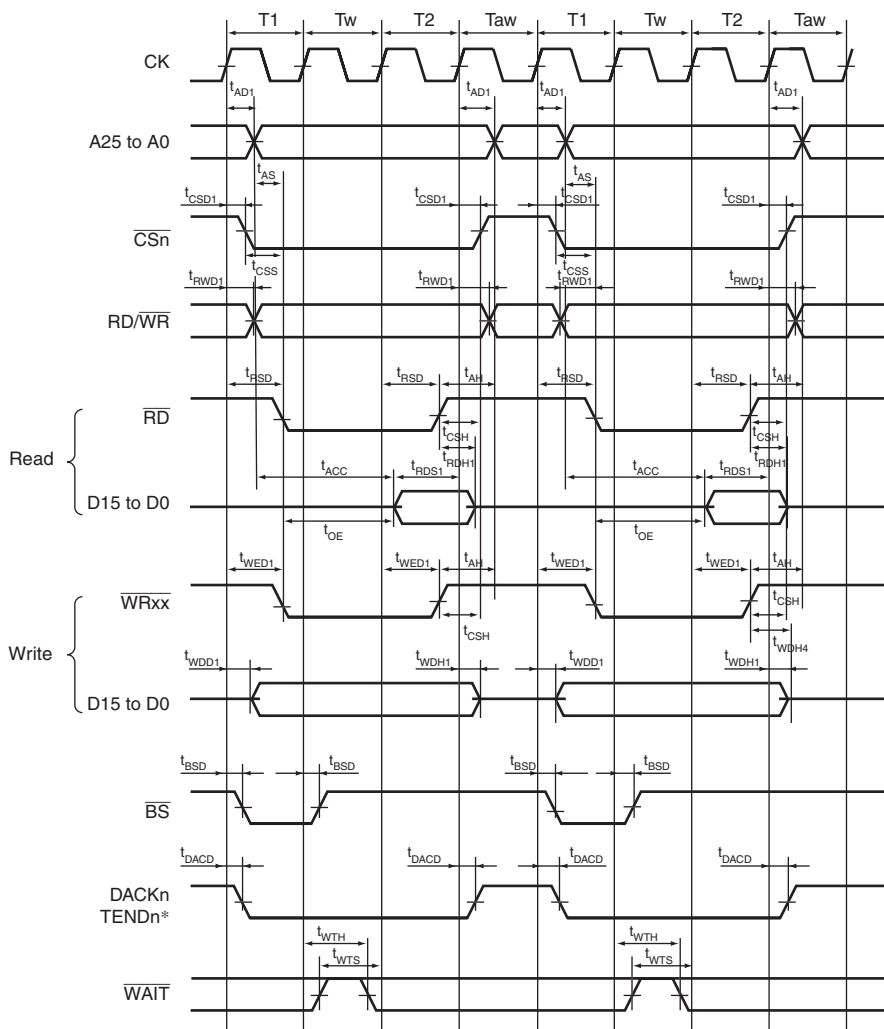 T1 Tw T2 Taw T1 Tw T2 Taw
CK
tAD1 tAD1 tAD1 tAD1
A25 to A0
tAS tAS
tCSD1 tCSD1 tCSD1 tCSD1
CSn
tCSS tCSS
tRWD1 tRWD1 tRWD1 tRWD1
RD/WR
tRSD tRSD tAH tRSD tRSD tAH
RD
tCSH tCSH
Read
tRDH1 tRDH1
tACC tRDS1 tACC tRDS1
D15 to D0
tOE tOE
tWED1 tWED1 tAH tWED1 tWED1 tAH
WRxx
tCSH tCSH
Write
tWDH4
tWDD1 tWDH1 tWDD1 tWDH1
D15 to D0
tBSD tBSD tBSD tBSD
BS
tDACD tDACD tDACD tDACD
DACKn
TENDn*
tWTH tWTH
tWTS tWTS
WAIT